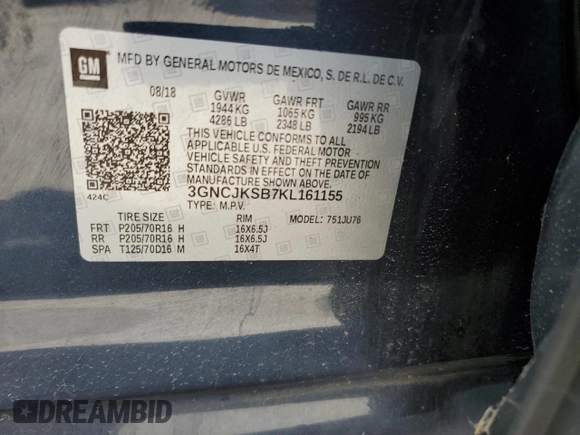 GM
MFD BY GENERAL MOTORS DE MEXICO, S. DE R.L. DE C.V.
08/18
GVWR
1944 KG
4286 LB
GAWR FRT
1065 KG
2348 LB
GAWR RR
995 KG
2194 LB
THIS VEHICLE CONFORMS TO ALL
APPLICABLE U.S. FEDERAL MOTOR
VEHICLE SAFETY AND THEFT PREVENTION
STANDARDS IN EFFECT ON THE DATE OF
MANUFACTURE SHOWN ABOVE.
424C
3GNCJKSB7KL161155
TYPE: M.P.V.
751JU76
TIRE SIZE RIM
FRT P205/70R16 H 16X6.5J
RR P205/70R16 H 16X6.5J
SPA T125/70D16 M 16X4T
DREAMBID